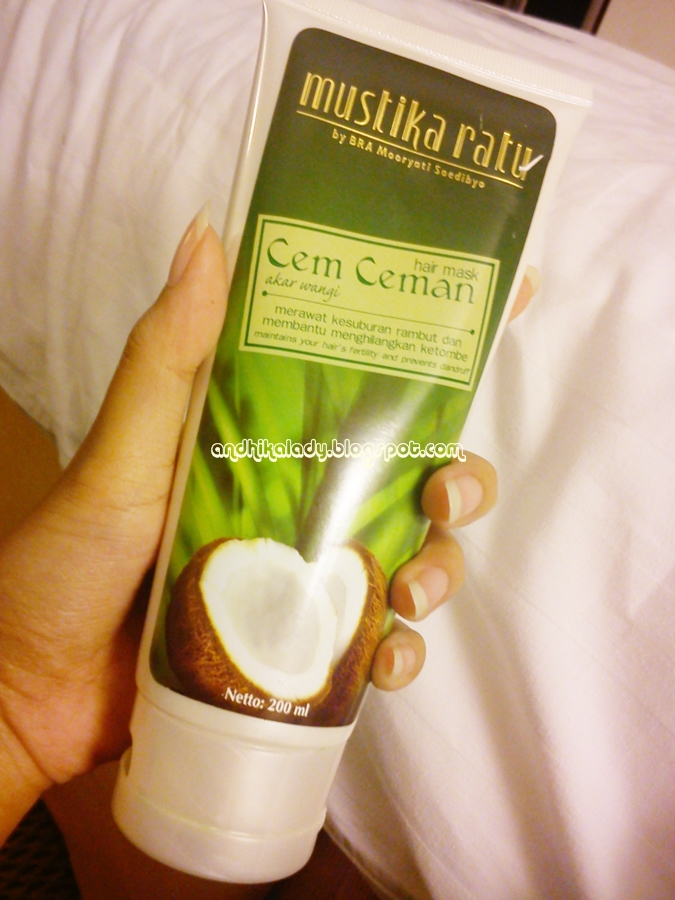 mustika ratu
by BRA Mooryati Soedibyo
hair mask
Cem Ceman
akar wangi
merawat kesuburan rambut dan
membantu menghilangkan ketombe
maintains your hair's fertility and prevents dandruff
andhikalady.blogspot.com
Netto: 200 ml